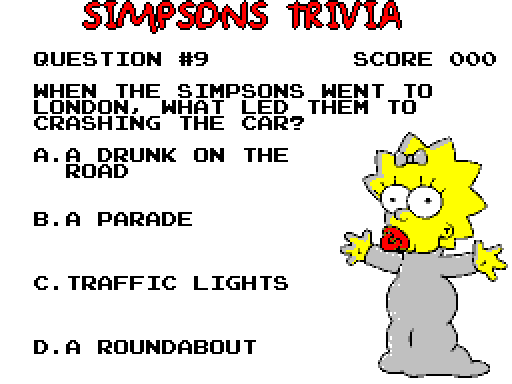 SIMPSONS TRIVIA
QUESTION #9 SCORE 000
WHEN THE SIMPSONS WENT TO
LONDON, WHAT LED THEM TO
CRASHING THE CAR?
A.A DRUNK ON THE
ROAD
B.A PARADE
C.TRAFFIC LIGHTS
D.A ROUNDABOUT